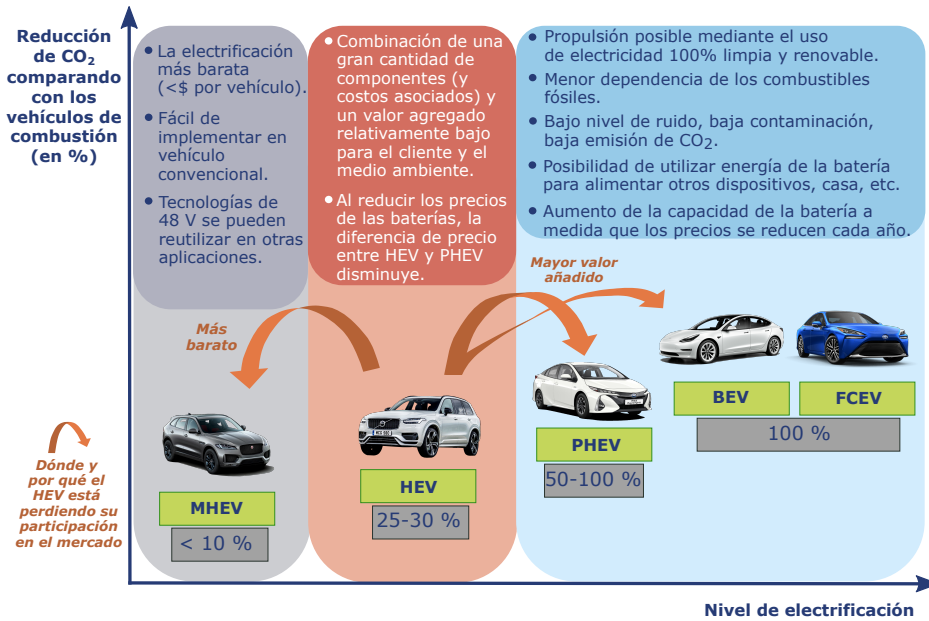 Reducción
de CO₂
comparando
con los
vehículos de
combustión
(en %)
• La electrificación
más barata
(<$ por vehículo).
• Fácil de
implementar en
vehículo
convencional.
• Tecnologías de
48 V se pueden
reutilizar en otras
aplicaciones.
• Combinación de una
gran cantidad de
componentes (y
costos asociados) y
un valor agregado
relativamente bajo
para el cliente y el
medio ambiente.
• Al reducir los precios
de las baterías, la
diferencia de precio
entre HEV y PHEV
disminuye.
• Propulsión posible mediante el uso
de electricidad 100% limpia y renovable.
• Menor dependencia de los combustibles
fósiles.
• Bajo nivel de ruido, baja contaminación,
baja emisión de CO₂.
• Posibilidad de utilizar energía de la batería
para alimentar otros dispositivos, casa, etc.
• Aumento de la capacidad de la batería a
medida que los precios se reducen cada año.
Más
barato
Mayor valor
añadido
Dónde y
por qué el
HEV está
perdiendo su
participación
en el mercado
MHEV
< 10 %
HEV
25-30 %
PHEV
50-100 %
BEV
FCEV
100 %
Nivel de electrificación